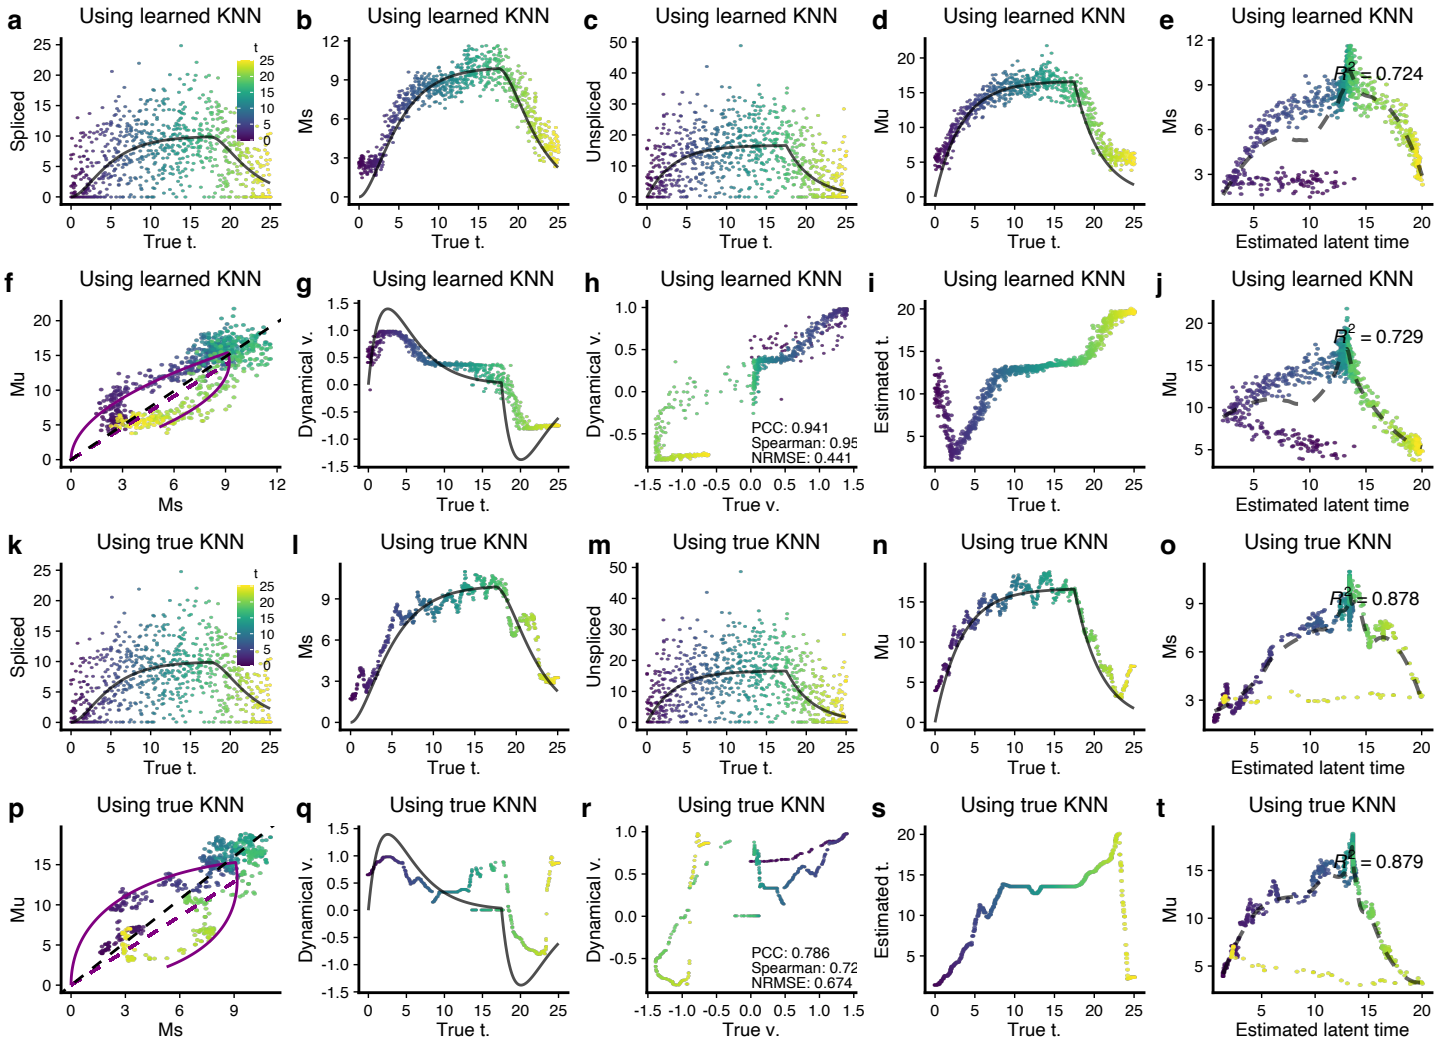 a Using learned KNN
b Using learned KNN
c Using learned KNN
d Using learned KNN
e Using learned KNN
Spliced
25
20
15
10
5
0
0 5 10 15 20 25
True t.
t
25
20
15
10
5
0
Ms
12
9
6
3
0
0 5 10 15 20 25
True t.
Unspliced
50
40
30
20
10
0
0 5 10 15 20 25
True t.
Mu
20
15
10
5
0
0 5 10 15 20 25
True t.
Ms
12
9
6
3
R² = 0.724
5 10 15 20
Estimated latent time
f Using learned KNN
g Using learned KNN
h Using learned KNN
i Using learned KNN
j Using learned KNN
Mu
20
15
10
5
0
0 3 6 9 12
Ms
Dynamical v.
1.5
1.0
0.5
0.0
-0.5
-1.0
-1.5
0 5 10 15 20 25
True t.
Dynamical v.
1.0
0.5
0.0
-0.5
PCC: 0.941
Spearman: 0.95
NRMSE: 0.441
-1.5 -1.0 -0.5 0.0 0.5 1.0 1.5
True v.
Estimated t.
20
15
10
5
0 5 10 15 20 25
True t.
Mu
20
15
10
5
R² = 0.729
5 10 15 20
Estimated latent time
k Using true KNN
l Using true KNN
m Using true KNN
n Using true KNN
o Using true KNN
Spliced
25
20
15
10
5
0
0 5 10 15 20 25
True t.
t
25
20
15
10
5
0
Ms
9
6
3
0
0 5 10 15 20 25
True t.
Unspliced
50
40
30
20
10
0
0 5 10 15 20 25
True t.
Mu
15
10
5
0
0 5 10 15 20 25
True t.
Ms
9
6
3
R² = 0.878
5 10 15 20
Estimated latent time
p Using true KNN
q Using true KNN
r Using true KNN
s Using true KNN
t Using true KNN
Mu
15
10
5
0
0 3 6 9
Ms
Dynamical v.
1.5
1.0
0.5
0.0
-0.5
-1.0
-1.5
0 5 10 15 20 25
True t.
Dynamical v.
1.0
0.5
0.0
-0.5
PCC: 0.786
Spearman: 0.72
NRMSE: 0.674
-1.5 -1.0 -0.5 0.0 0.5 1.0 1.5
True v.
Estimated t.
20
15
10
5
0 5 10 15 20 25
True t.
Mu
15
10
5
R² = 0.879
5 10 15 20
Estimated latent time